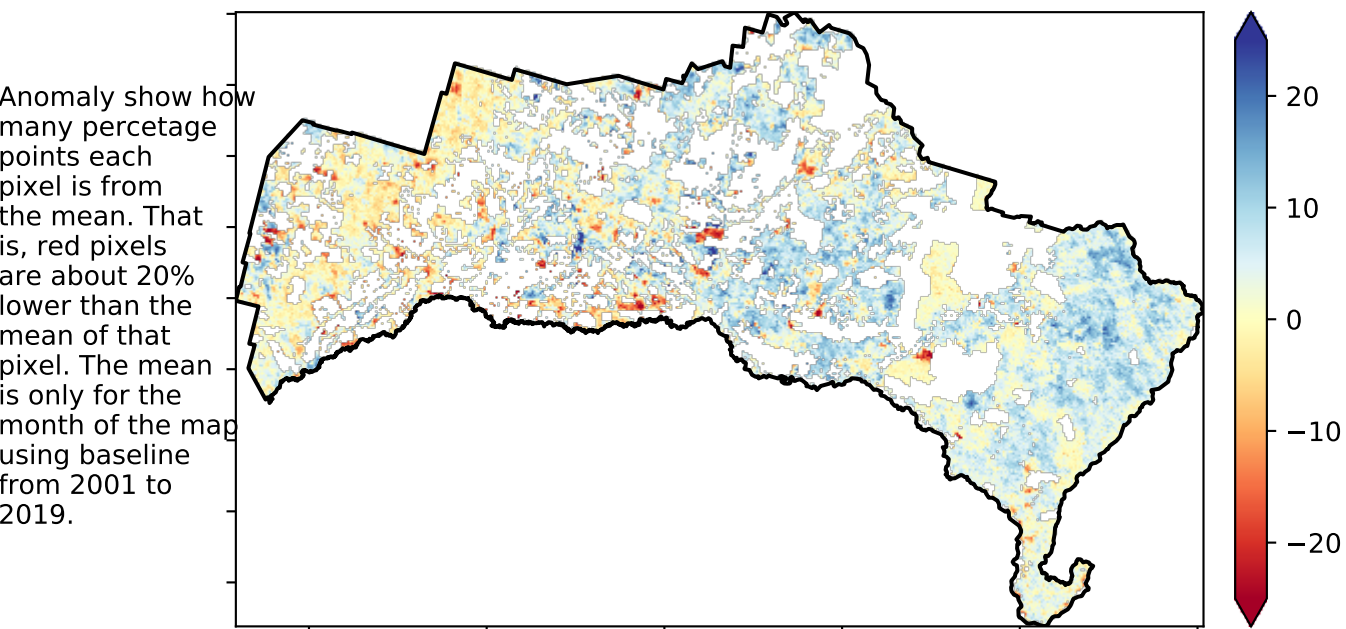 Anomaly show how
many percetage
points each
pixel is from
the mean. That
is, red pixels
are about 20%
lower than the
mean of that
pixel. The mean
is only for the
month of the map
using baseline
from 2001 to
2019.
20
10
0
−10
−20